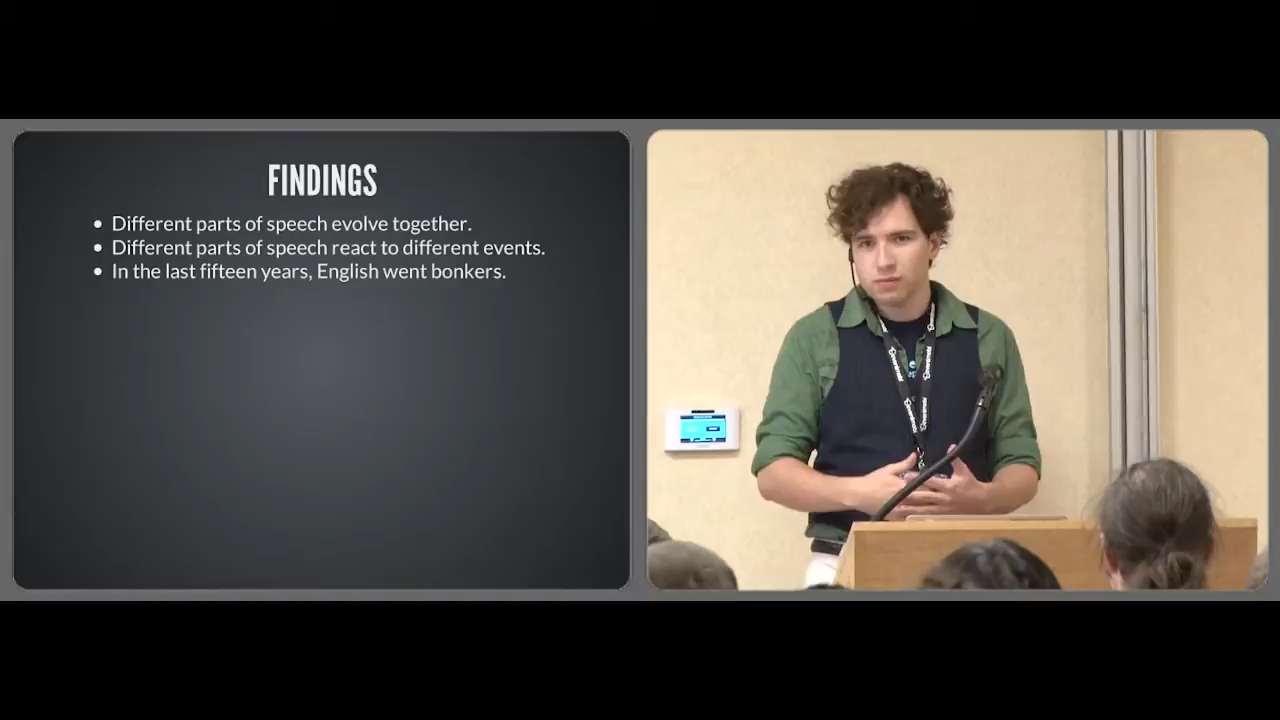 FINDINGS
Different parts of speech evolve together.
Different parts of speech react to different events.
In the last fifteen years, English went bonkers.